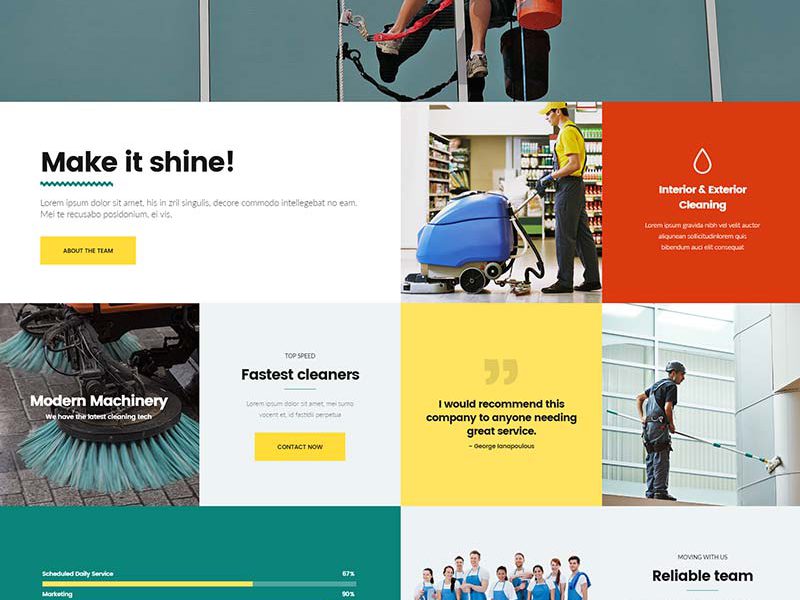 Make it shine!
Lorem ipsum dolor sit amet, his in zril singulis, decore commodo intellegebat no eam.
Mei te recusabo posidonium, ei vis,
ABOUT THE TEAM
Interior & Exterior
Cleaning
Lorem ipsum gravida nibh vel velit auctor
aliqunean sollicitudinlorem quis
bibendum auci elit consequat
Modern Machinery
We have the latest cleaning tech
TOP SPEED
Fastest cleaners
Lorem ipsum dolor sit amet, mei sumo
vocent et, id fastidii perpetua
CONTACT NOW
I would recommend this
company to anyone needing
great service.
– George Ianapoulous
Scheduled Daily Service 67%
Marketing 90%
MOVING WITH US
Reliable team